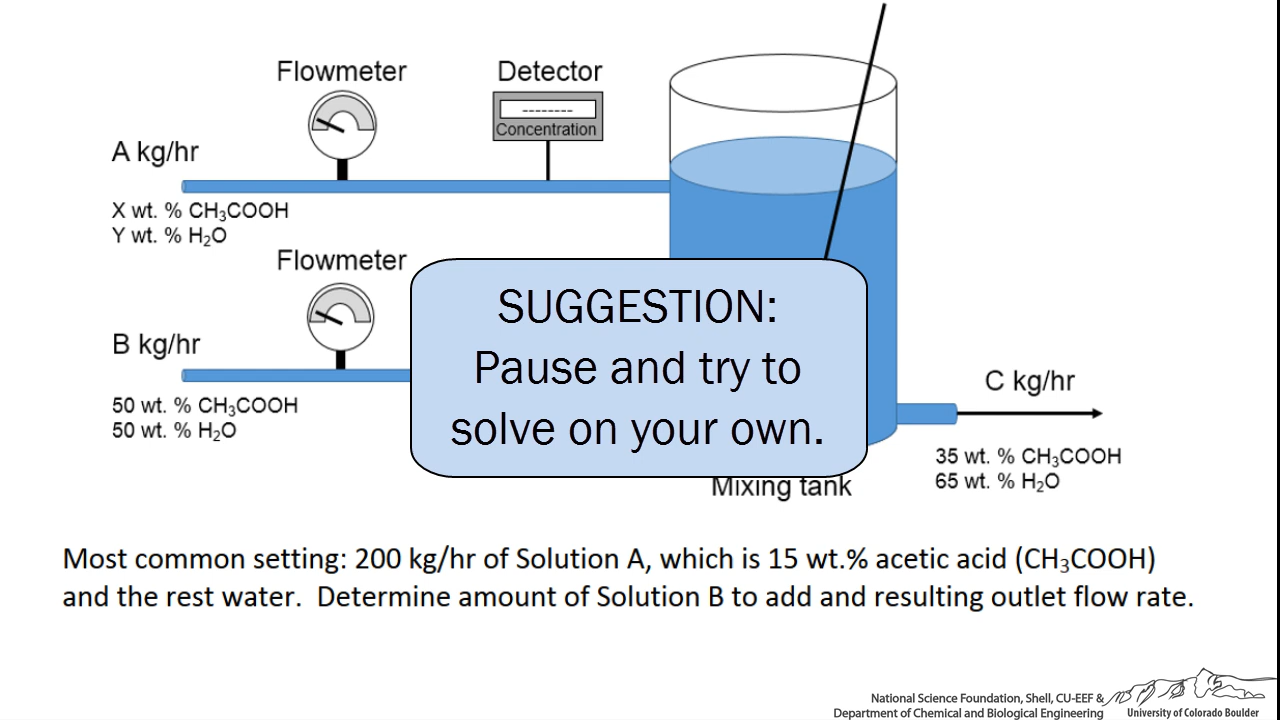 Flowmeter
Detector
--------
Concentration
A kg/hr
X wt. % CH₃COOH
Y wt. % H₂O
Flowmeter
B kg/hr
50 wt. % CH₃COOH
50 wt. % H₂O
SUGGESTION:
Pause and try to
solve on your own.
C kg/hr
35 wt. % CH₃COOH
65 wt. % H₂O
Mixing tank
Most common setting: 200 kg/hr of Solution A, which is 15 wt.% acetic acid (CH₃COOH)
and the rest water. Determine amount of Solution B to add and resulting outlet flow rate.
National Science Foundation, Shell, CU-EEF &
Department of Chemical and Biological Engineering
University of Colorado Boulder